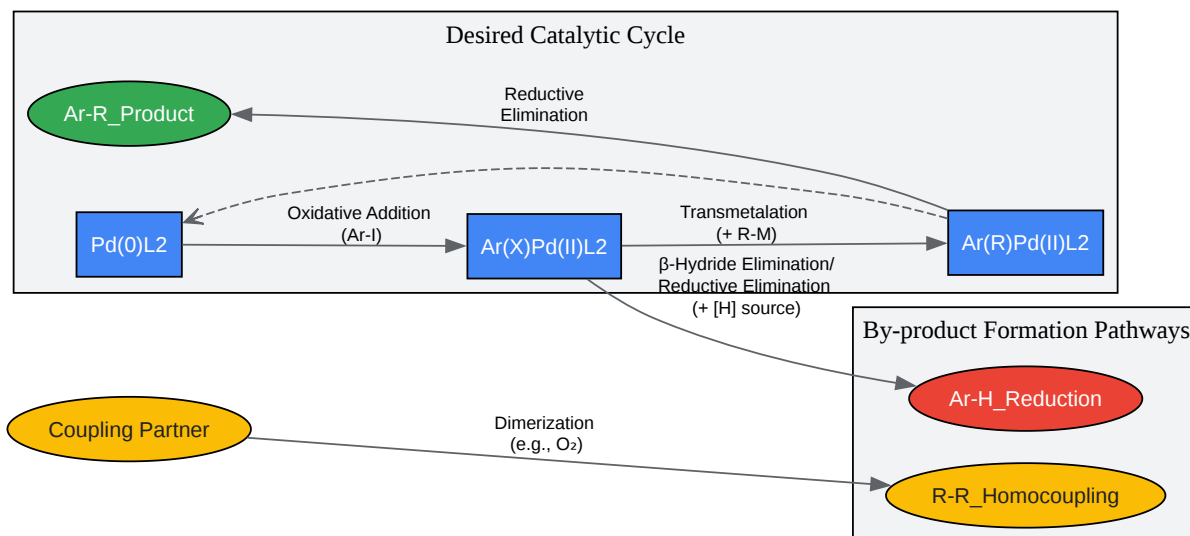 Desired Catalytic Cycle
Reductive
Elimination
Ar-R_Product
Oxidative Addition
(Ar-I)
Transmetalation
(+ R-M)
Pd(0)L2
Ar(X)Pd(II)L2
Ar(R)Pd(II)L2
β-Hydride Elimination/
Reductive Elimination
(+ [H] source)
By-product Formation Pathways
Ar-H_Reduction
Coupling Partner
Dimerization
(e.g., O₂)
R-R_Homocoupling